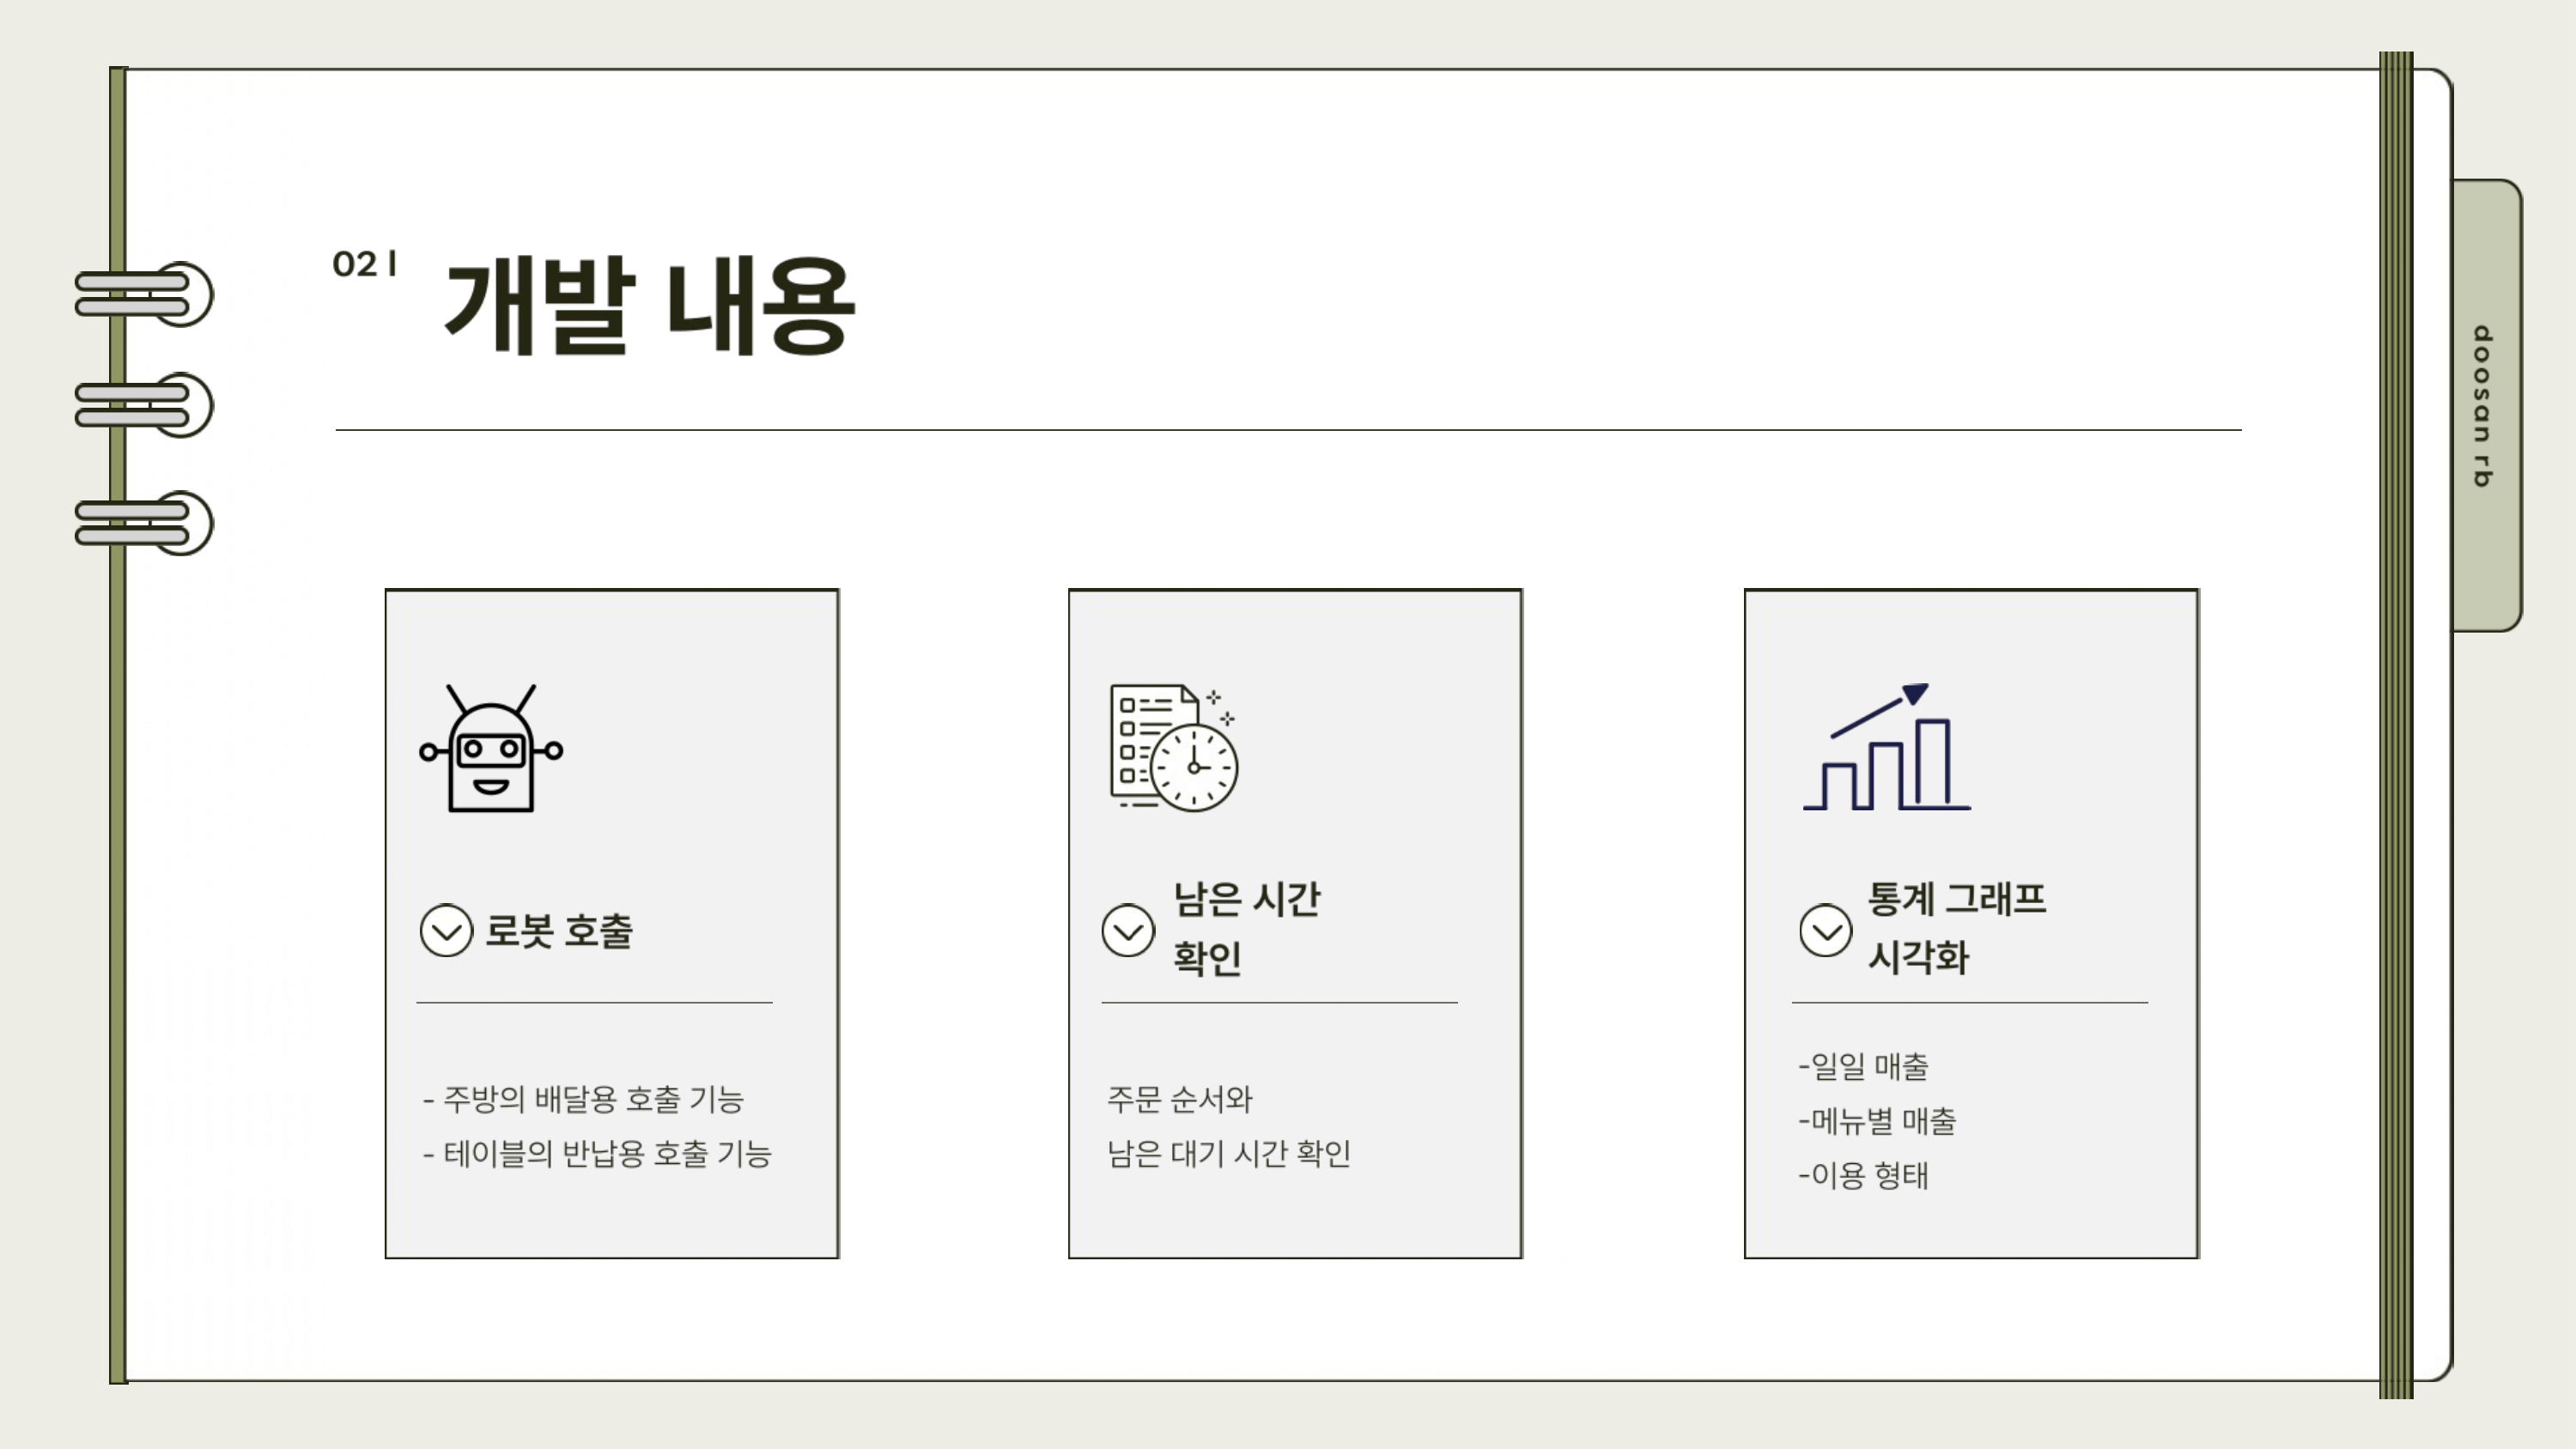 02 |
개발 내용
doosan rb
로봇 호출
- 주방의 배달용 호출 기능
- 테이블의 반납용 호출 기능
남은 시간
확인
주문 순서와
남은 대기 시간 확인
통계 그래프
시각화
-일일 매출
-메뉴별 매출
-이용 형태